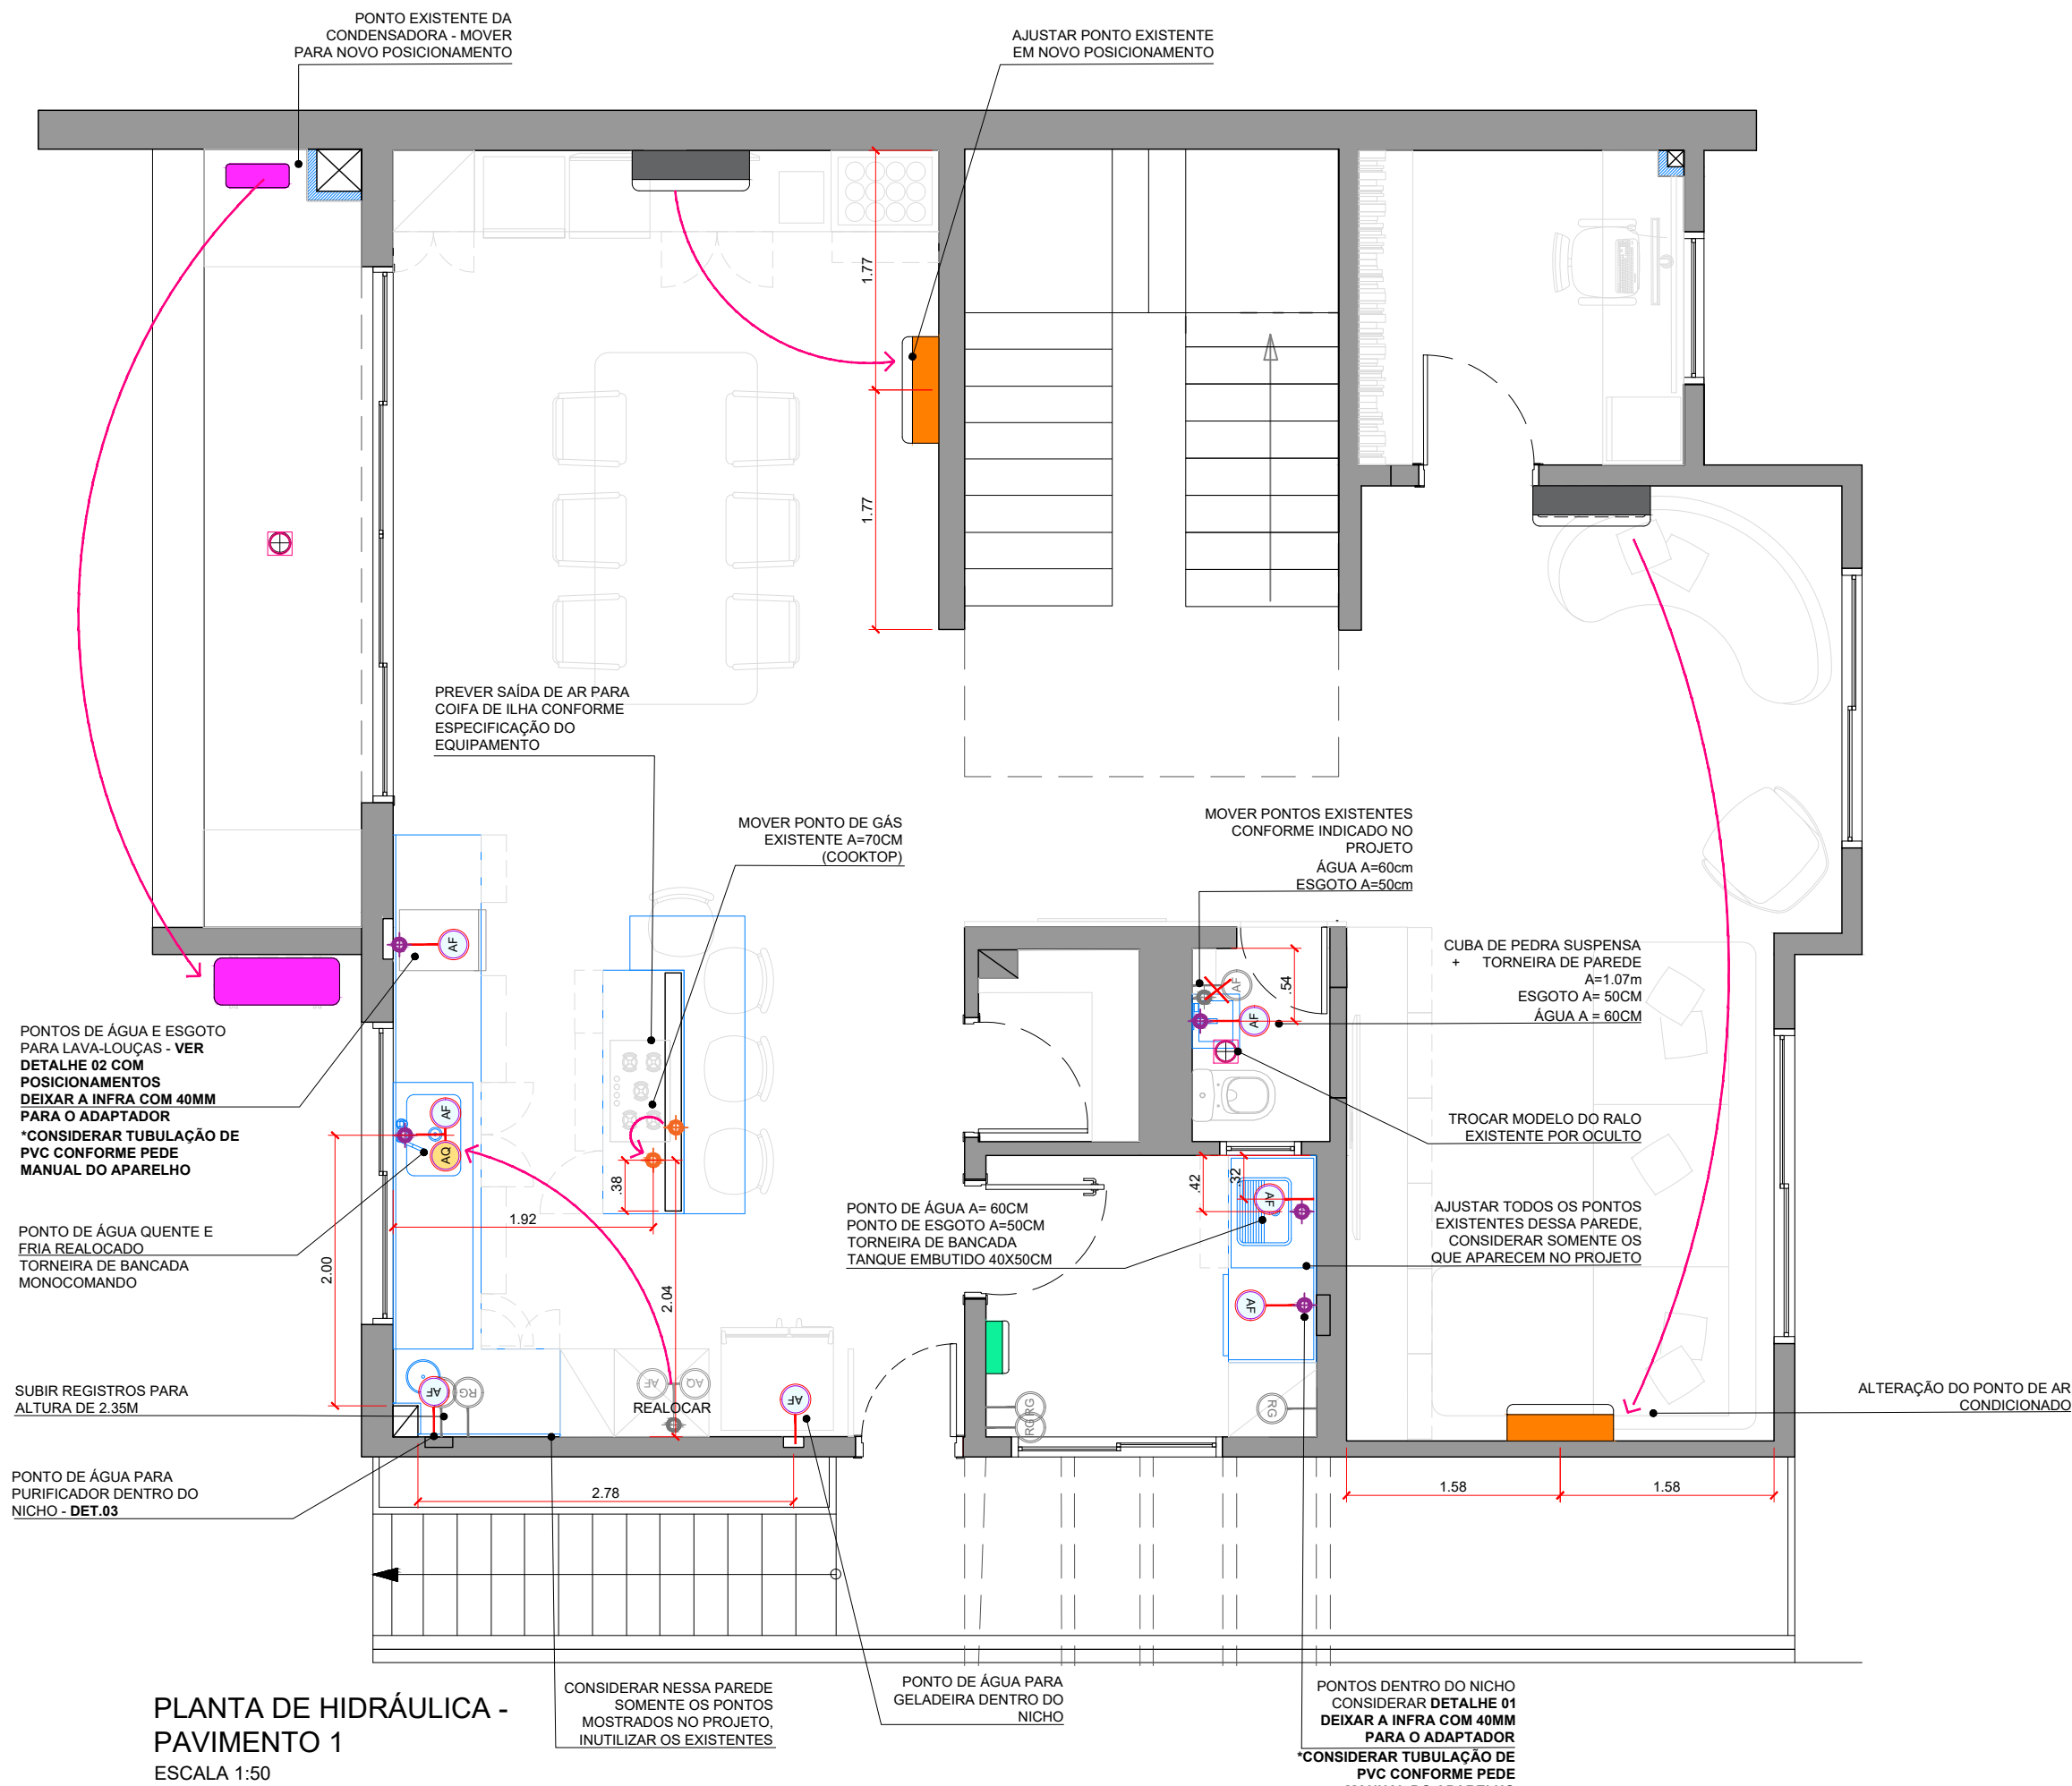 PONTO EXISTENTE DA
CONDENSADORA - MOVER
PARA NOVO POSICIONAMENTO
AJUSTAR PONTO EXISTENTE
EM NOVO POSICIONAMENTO
1.77
1.77
PREVER SAÍDA DE AR PARA
COIFA DE ILHA CONFORME
ESPECIFICAÇÃO DO
EQUIPAMENTO
MOVER PONTO DE GÁS
EXISTENTE A=70CM
(COOKTOP)
MOVER PONTOS EXISTENTES
CONFORME INDICADO NO
PROJETO
ÁGUA A=60cm
ESGOTO A=50cm
CUBA DE PEDRA SUSPENSA
+ TORNEIRA DE PAREDE
A=1.07m
ESGOTO A= 50CM
ÁGUA A = 60CM
AF
AF
AF
.54
PONTOS DE ÁGUA E ESGOTO
PARA LAVA-LOUÇAS - VER
DETALHE 02 COM
POSICIONAMENTOS
DEIXAR A INFRA COM 40MM
PARA O ADAPTADOR
*CONSIDERAR TUBULAÇÃO DE
PVC CONFORME PEDE
MANUAL DO APARELHO
AF
AQ
TROCAR MODELO DO RALO
EXISTENTE POR OCULTO
.38
1.92
2.00
2.04
.42
.32
AF
PONTO DE ÁGUA A= 60CM
PONTO DE ESGOTO A=50CM
TORNEIRA DE BANCADA
TANQUE EMBUTIDO 40X50CM
AJUSTAR TODOS OS PONTOS
EXISTENTES DESSA PAREDE,
CONSIDERAR SOMENTE OS
QUE APARECEM NO PROJETO
PONTO DE ÁGUA QUENTE E
FRIA REALOCADO
TORNEIRA DE BANCADA
MONOCOMANDO
AF
SUBIR REGISTROS PARA
ALTURA DE 2.35M
AF
RG
AF
AQ
REALOCAR
AF
RG
RG
RG
ALTERAÇÃO DO PONTO DE AR
CONDICIONADO
PONTO DE ÁGUA PARA
PURIFICADOR DENTRO DO
NICHO - DET.03
2.78
1.58
1.58
CONSIDERAR NESSA PAREDE
SOMENTE OS PONTOS
MOSTRADOS NO PROJETO,
INUTILIZAR OS EXISTENTES
PONTO DE ÁGUA PARA
GELADEIRA DENTRO DO
NICHO
PONTOS DENTRO DO NICHO
CONSIDERAR DETALHE 01
DEIXAR A INFRA COM 40MM
PARA O ADAPTADOR
*CONSIDERAR TUBULAÇÃO DE
PVC CONFORME PEDE
PLANTA DE HIDRÁULICA -
PAVIMENTO 1
ESCALA 1:50